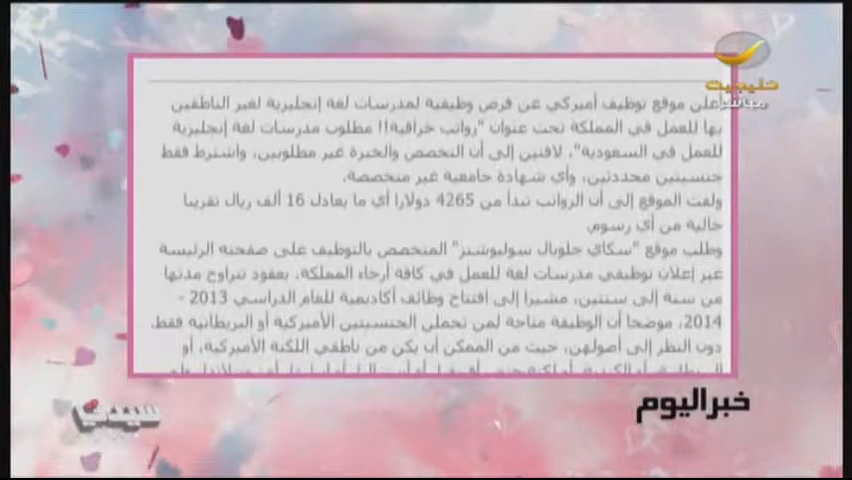 خليجية
مباشر
أعلن موقع توظيف أميركي عن فرص وظيفية لمدرسات لغة إنجليزية لغير الناطقين
بها للعمل في المملكة تحت عنوان "رواتب خرافية!! مطلوب مدرسات لغة إنجليزية
للعمل في السعودية"، لافتين إلى أن التخصص والخبرة غير مطلوبين، واشترط فقط
جنسيتين محددتين، وأي شهادة جامعية غير متخصصة.
ولفت الموقع إلى أن الرواتب تبدأ من 4265 دولارا أي ما يعادل 16 ألف ريال تقريبا
خالية من أي رسوم.
وطلب موقع "سكاي جلوبال سوليوشنز" المتخصص بالتوظيف على صفحته الرئيسة
عبر إعلان توظيفي مدرسات لغة للعمل في كافة أرجاء المملكة، بعقود تتراوح مدتها
من سنة إلى سنتين، مشيرا إلى افتتاح وظائف أكاديمية للعام الدراسي 2013 -
2014، موضحا أن الوظيفة متاحة لمن تحملن الجنسيتين الأميركية أو البريطانية فقط،
دون النظر إلى أصولهن، حيث من الممكن أن يكن من ناطقي اللكنة الأميركية، أو
خبر اليوم
سيدتي